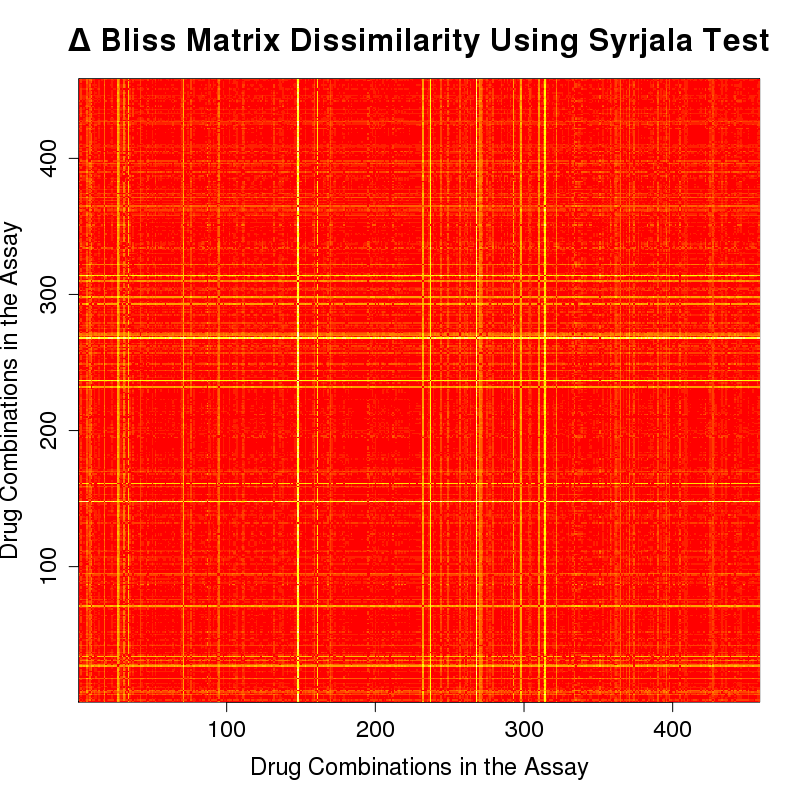 Δ Bliss Matrix Dissimilarity Using Syrjala Test
Drug Combinations in the Assay
400
300
200
100
100 200 300 400
Drug Combinations in the Assay